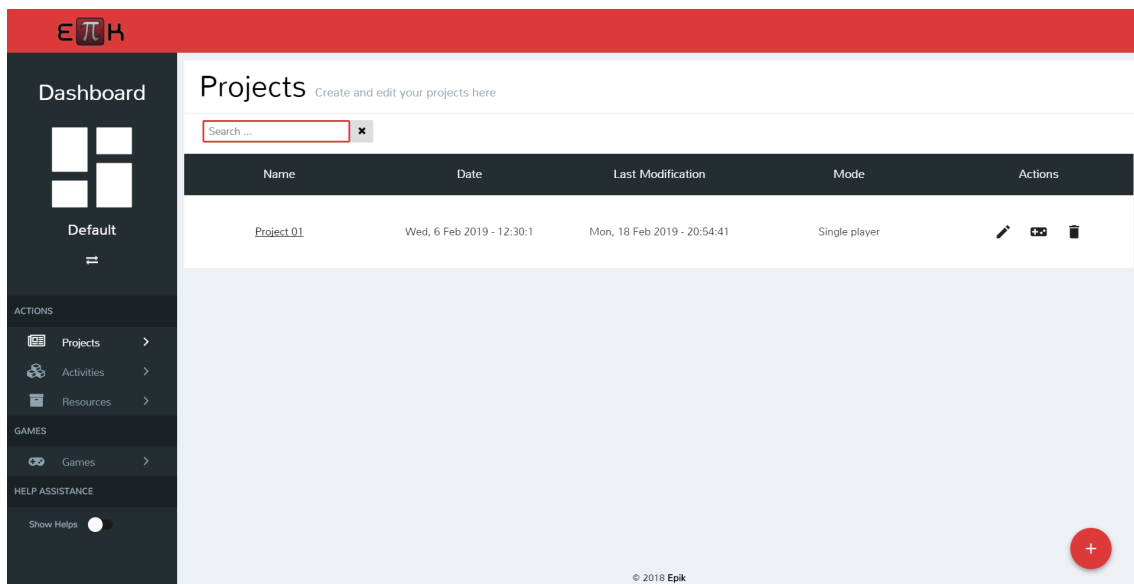 επK
Dashboard
Default
ACTIONS
Projects
Activities
Resources
GAMES
Games
HELP ASSISTANCE
Show Helps
Projects Create and edit your projects here
Search ...
Name Date Last Modification Mode Actions
Project 01 Wed, 6 Feb 2019 - 12:30:1 Mon, 18 Feb 2019 - 20:54:41 Single player
© 2018 Epik